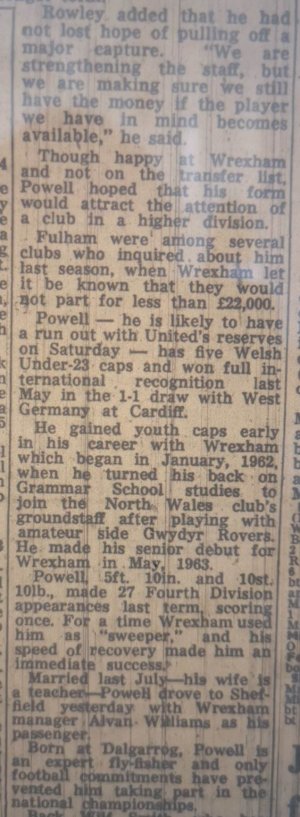 Rowley added that he had
not lost hope of pulling off a
major capture. "We are
strengthening the staff, but
we are making sure we still
have the money if the player
we have in mind becomes
available," he said.
Though happy at Wrexham
and not on the transfer list,
Powell hoped that his form
would attract the attention of
a club in a higher division.
Fulham were among several
clubs who inquired about him
last season, when Wrexham let
it be known that they would
not part for less than £22,000.
Powell — he is likely to have
a run out with United's reserves
on Saturday — has five Welsh
Under-23 caps and won full in-
ternational recognition last
May in the 1-1 draw with West
Germany at Cardiff.
He gained youth caps early
in his career with Wrexham
which began in January, 1962,
when he turned his back on
Grammar School studies to
join the North Wales club's
groundstaff after playing with
amateur side Gwydyr Rovers.
He made his senior debut for
Wrexham in May, 1963.
Powell, 5ft. 10in. and 10st.
10lb., made 27 Fourth Division
appearances last term, scoring
once. For a time Wrexham used
him as "sweeper," and his
speed of recovery made him an
immediate success.
Married last July—his wife is
a teacher—Powell drove to Shef-
field yesterday with Wrexham
manager Alvan Williams as his
passenger.
Born at Dalgarrog, Powell is
an expert fly-fisher and only
football commitments have pre-
vented him taking part in the
national championships.